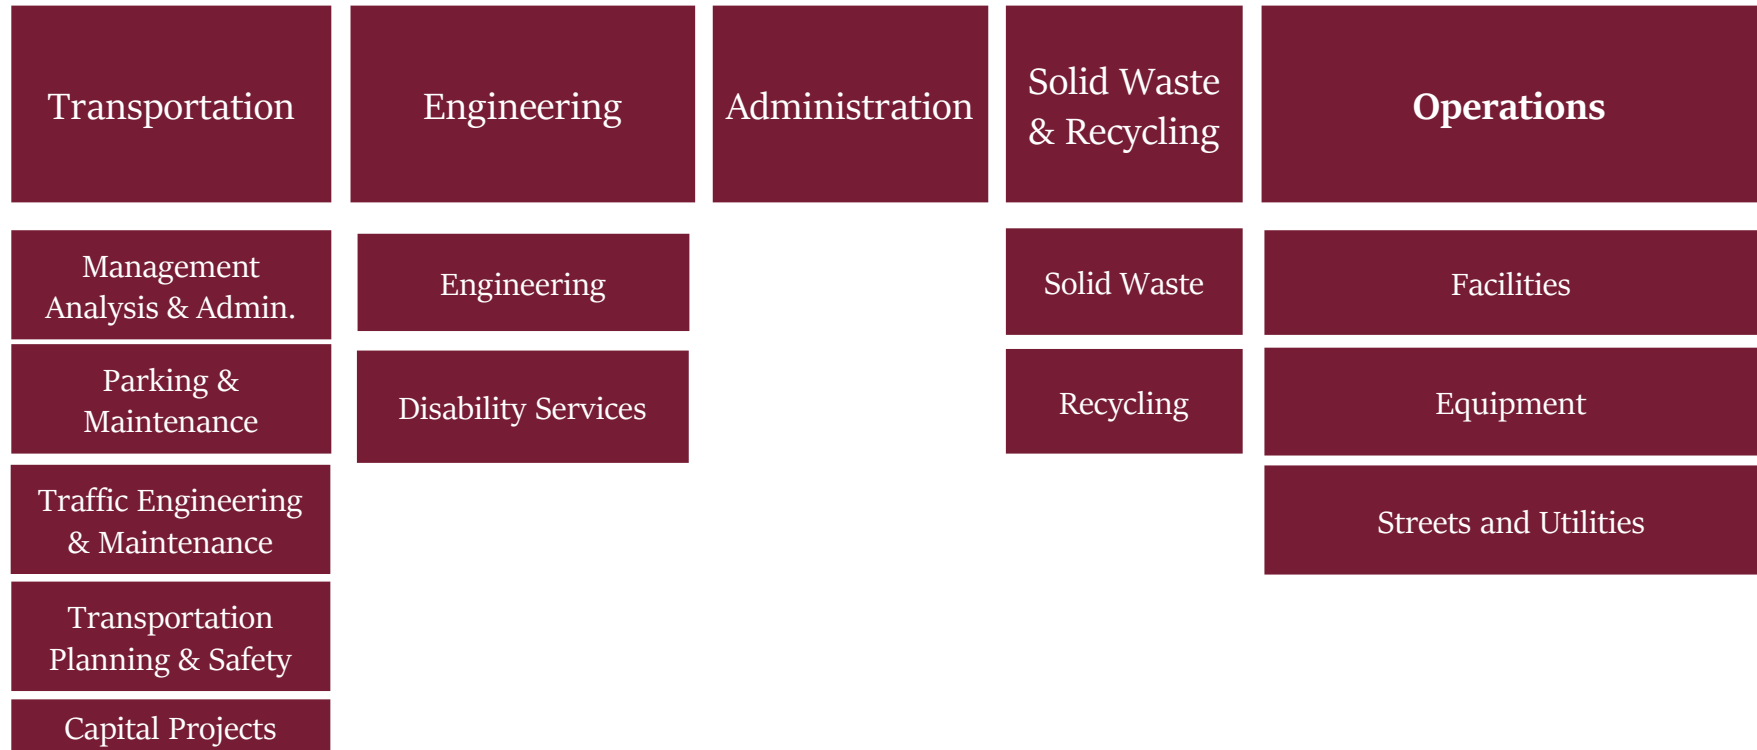 Transportation
Engineering
Administration
Solid Waste
& Recycling
Operations
Management
Analysis & Admin.
Parking &
Maintenance
Traffic Engineering
& Maintenance
Transportation
Planning & Safety
Capital Projects
Engineering
Disability Services
Solid Waste
Recycling
Facilities
Equipment
Streets and Utilities